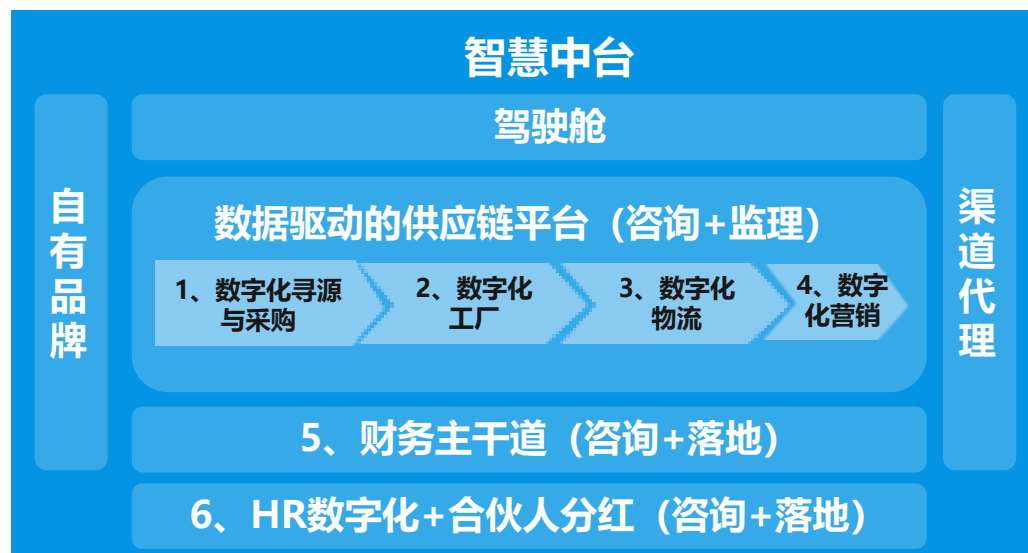 智慧中台
驾驶舱
自有品牌
数据驱动的供应链平台（咨询+监理）
1、数字化寻源
与采购
2、数字化
工厂
3、数字化
物流
4、数字
化营销
渠道代理
5、财务主干道（咨询+落地）
6、HR数字化+合伙人分红（咨询+落地）